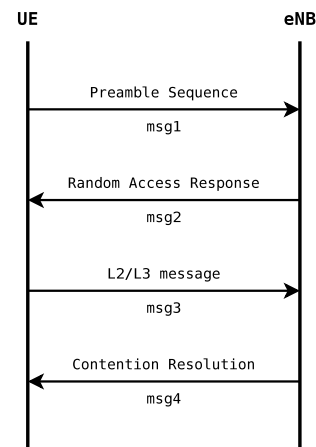 UE eNB
Preamble Sequence
msg1
Random Access Response
msg2
L2/L3 message
msg3
Contention Resolution
msg4